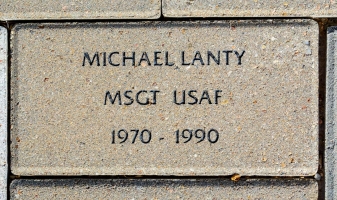 MICHAEL LANTY
MSGT USAF
1970 - 1990